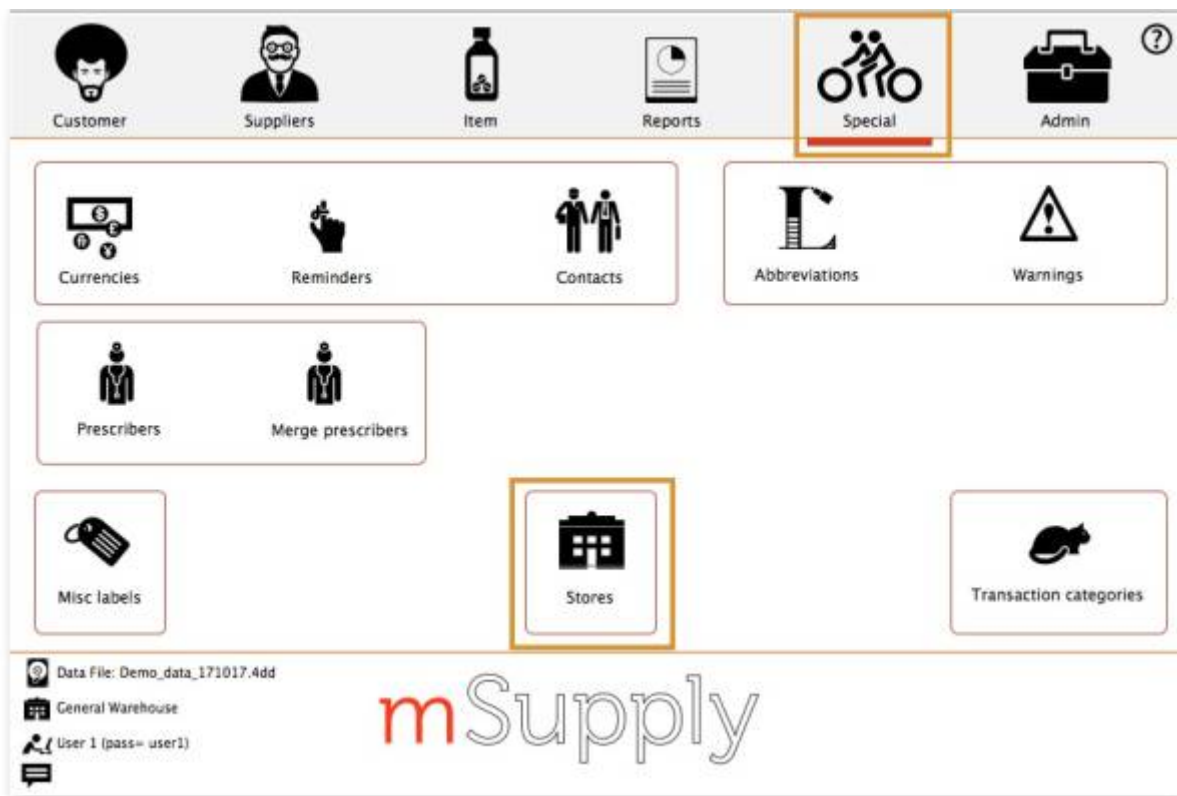 Customer
Suppliers
Item
Reports
Special
Admin
?
Currencies
Reminders
Contacts
Abbreviations
Warnings
Prescribers
Merge prescribers
Misc labels
Stores
Transaction categories
Data File: Demo_data_171017.4dd
General Warehouse
User 1 (pass= user1)
mSupply